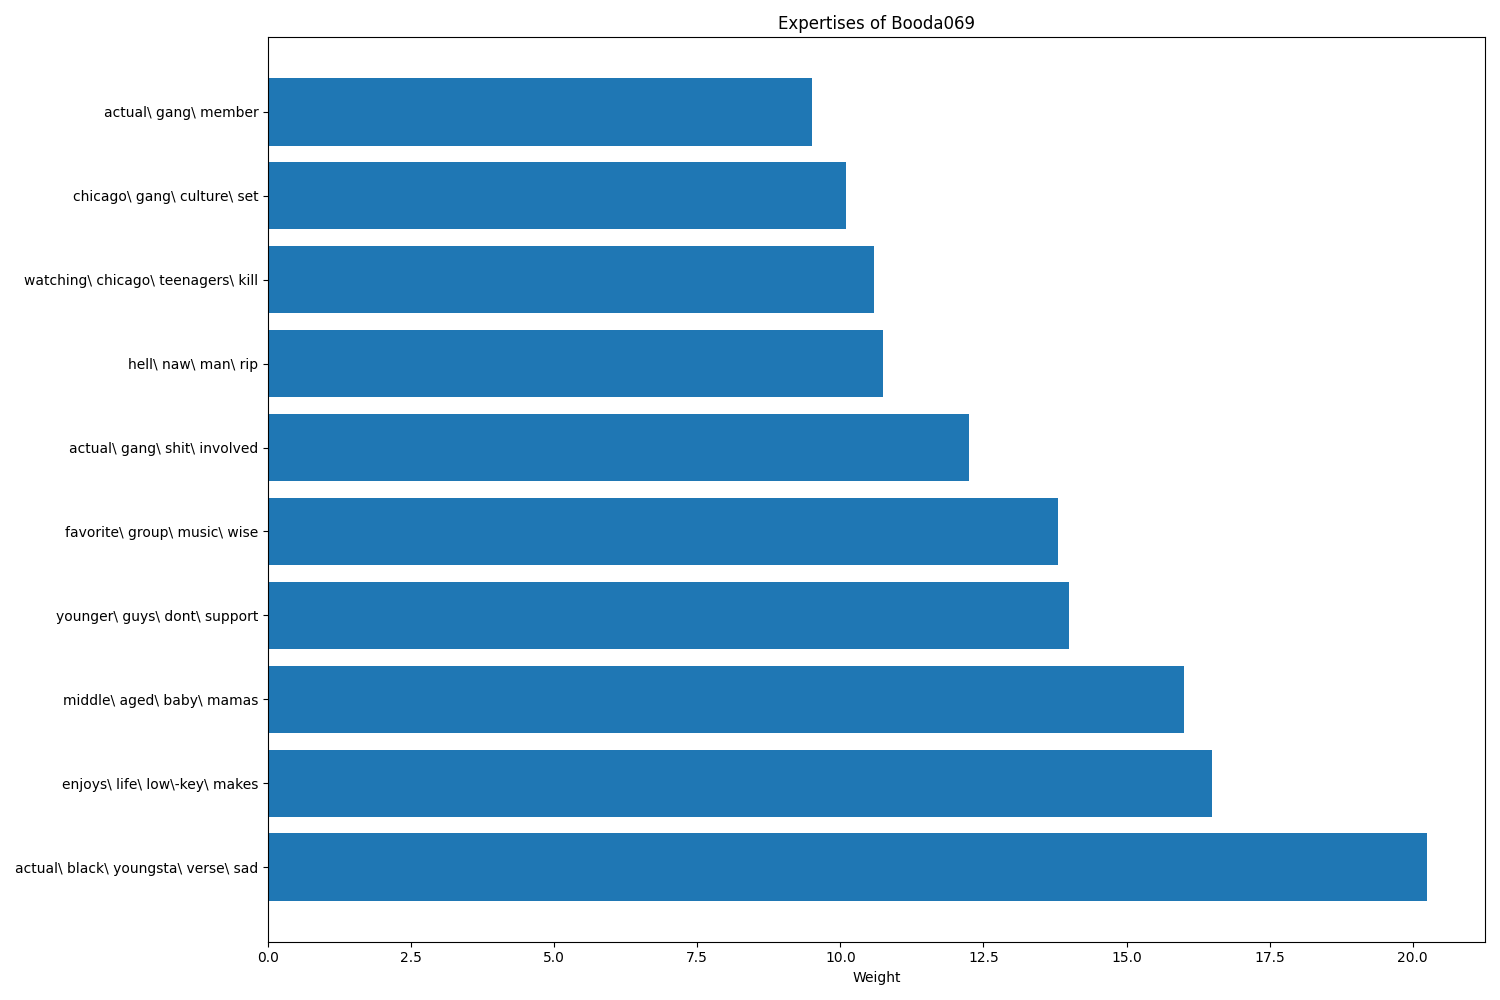 Expertises of Booda069
actual\ gang\ member
chicago\ gang\ culture\ set
watching\ chicago\ teenagers\ kill
hell\ naw\ man\ rip
actual\ gang\ shit\ involved
favorite\ group\ music\ wise
younger\ guys\ dont\ support
middle\ aged\ baby\ mamas
enjoys\ life\ low\-key\ makes
actual\ black\ youngsta\ verse\ sad
0.0 2.5 5.0 7.5 10.0 12.5 15.0 17.5 20.0
Weight